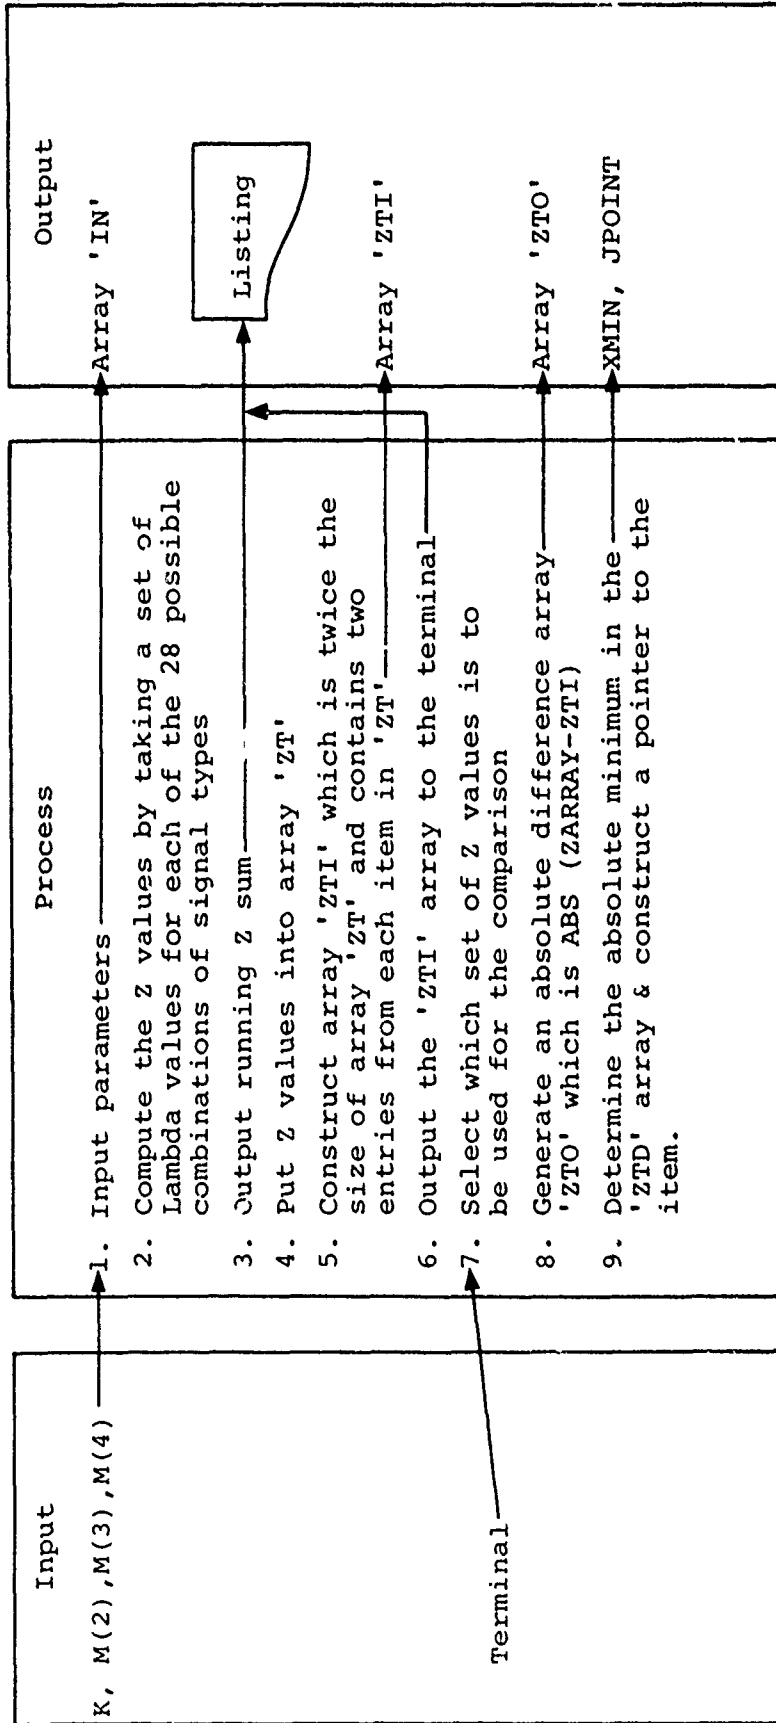 Input
K, M(2),M(3),M(4)
Terminal
Process
1. Input parameters
2. Compute the Z values by taking a set of
Lambda values for each of the 28 possible
combinations of signal types
3. Output running Z sum
4. Put Z values into array 'ZT'
5. Construct array 'ZTI' which is twice the
size of array 'ZT' and contains two
entries from each item in 'ZT'
6. Output the 'ZTI' array to the terminal
7. Select which set of Z values is to
be used for the comparison
8. Generate an absolute difference array
'ZTO' which is ABS (ZARRAY-ZTI)
9. Determine the absolute minimum in the
'ZTD' array & construct a pointer to the
item.
Output
Array 'IN'
Listing
Array 'ZTI'
Array 'ZTO'
XMIN, JPOINT